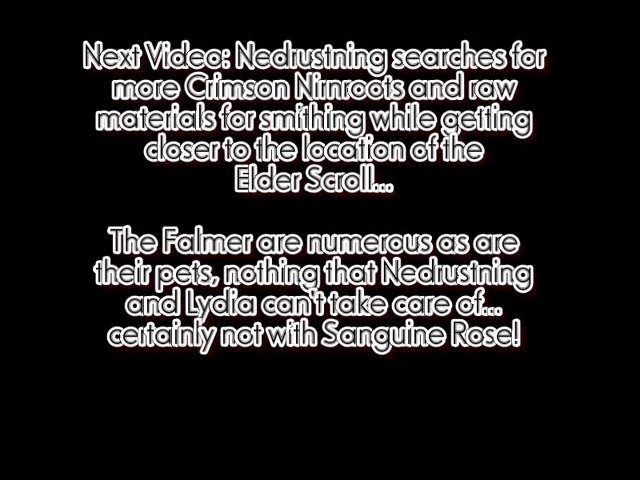 Next Video: Nedrustning searches for
more Crimson Nirnroots and raw
materials for smithing while getting
closer to the location of the
Elder Scroll...
The Falmer are numerous as are
their pets, nothing that Nedrustning
and Lydia can't take care of...
certainly not with Sanguine Rose!